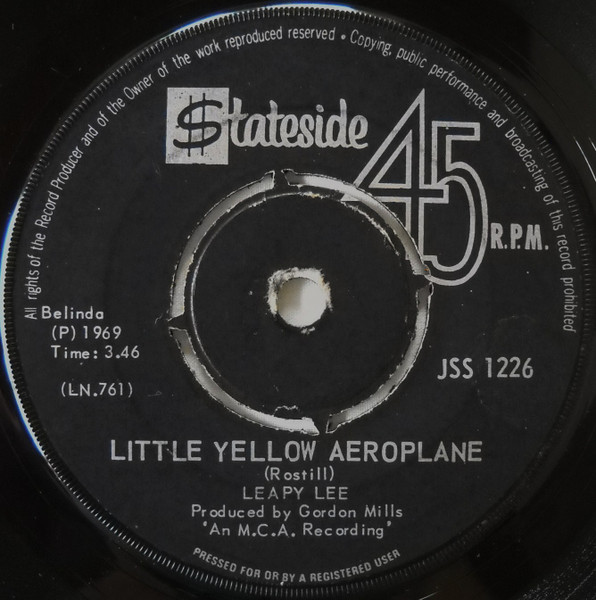 All rights of the Record Producer and of the Owner of the work reproduced reserved • Copying, public performance and broadcasting of this record prohibited
$tateside
45
R.P.M.
Belinda
(P) 1969
Time: 3.46
(LN.761)
JSS 1226
LITTLE YELLOW AEROPLANE
(Rostill)
LEAPY LEE
Produced by Gordon Mills
'An M.C.A. Recording'
PRESSED FOR OR BY A REGISTERED USER